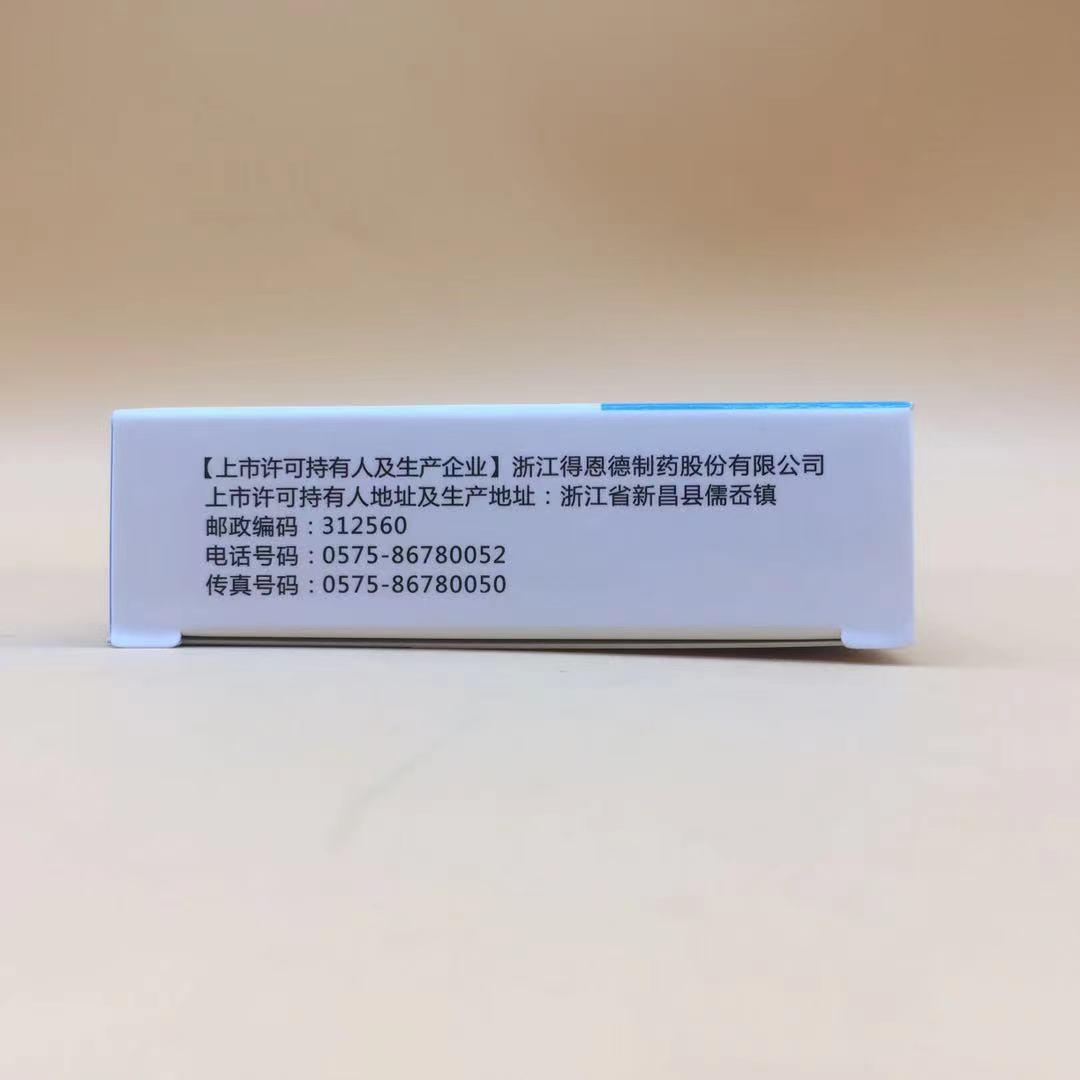 【上市许可持有人及生产企业】浙江得恩德制药股份有限公司
上市许可持有人地址及生产地址：浙江省新昌县儒岙镇
邮政编码：312560
电话号码：0575-86780052
传真号码：0575-86780050